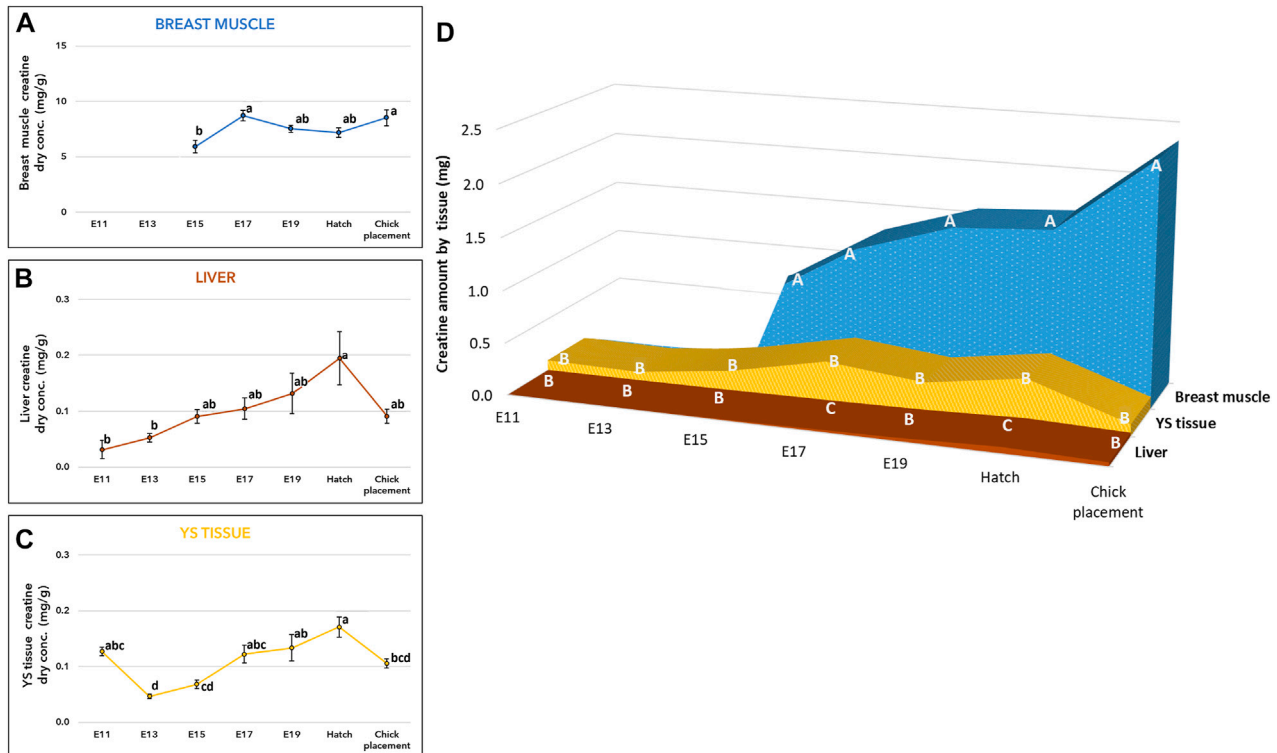 A
BREAST MUSCLE
Breast muscle creatine
dry conc. (mg/g)
15
10
5
0
b
a
ab
ab
a
E11 E13 E15 E17 E19 Hatch Chick
placement
B
LIVER
Liver creatine
dry conc. (mg/g)
0.3
0.2
0.1
0.0
b
b
ab
ab
ab
a
ab
E11 E13 E15 E17 E19 Hatch Chick
placement
C
YS TISSUE
YS tissue creatine
dry conc. (mg/g)
0.3
0.2
0.1
0.0
abc
d
cd
abc
ab
a
bcd
E11 E13 E15 E17 E19 Hatch Chick
placement
D
Creatine amount by tissue (mg)
2.5
2.0
1.5
1.0
0.5
0.0
A A A A A
B B B B B B B
B B B C B C B
E11
E13
E15
E17
E19
Hatch
Chick
placement
Breast muscle
YS tissue
Liver